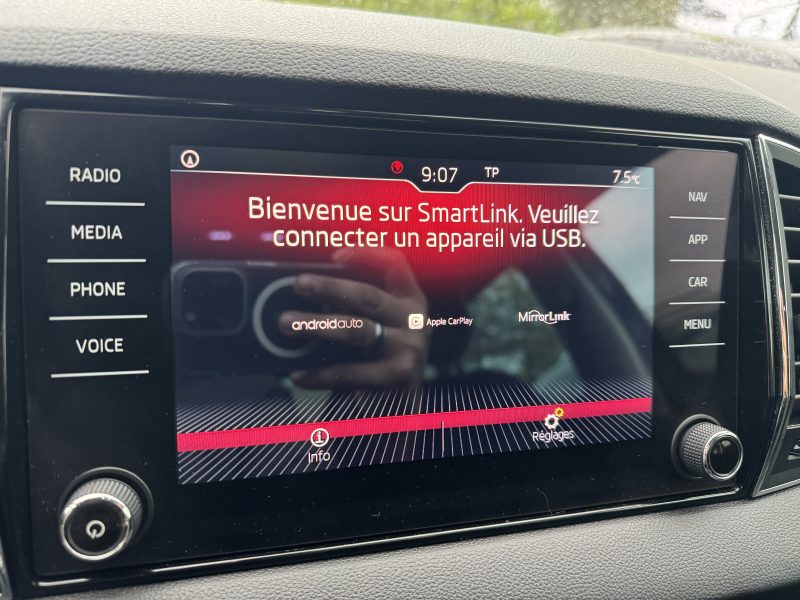 RADIO
MEDIA
PHONE
VOICE
9:07 TP 7.5°C
Bienvenue sur SmartLink. Veuillez
connecter un appareil via USB.
androidauto
Apple CarPlay
MirrorLink
Info
Réglages
NAV
APP
CAR
MENU